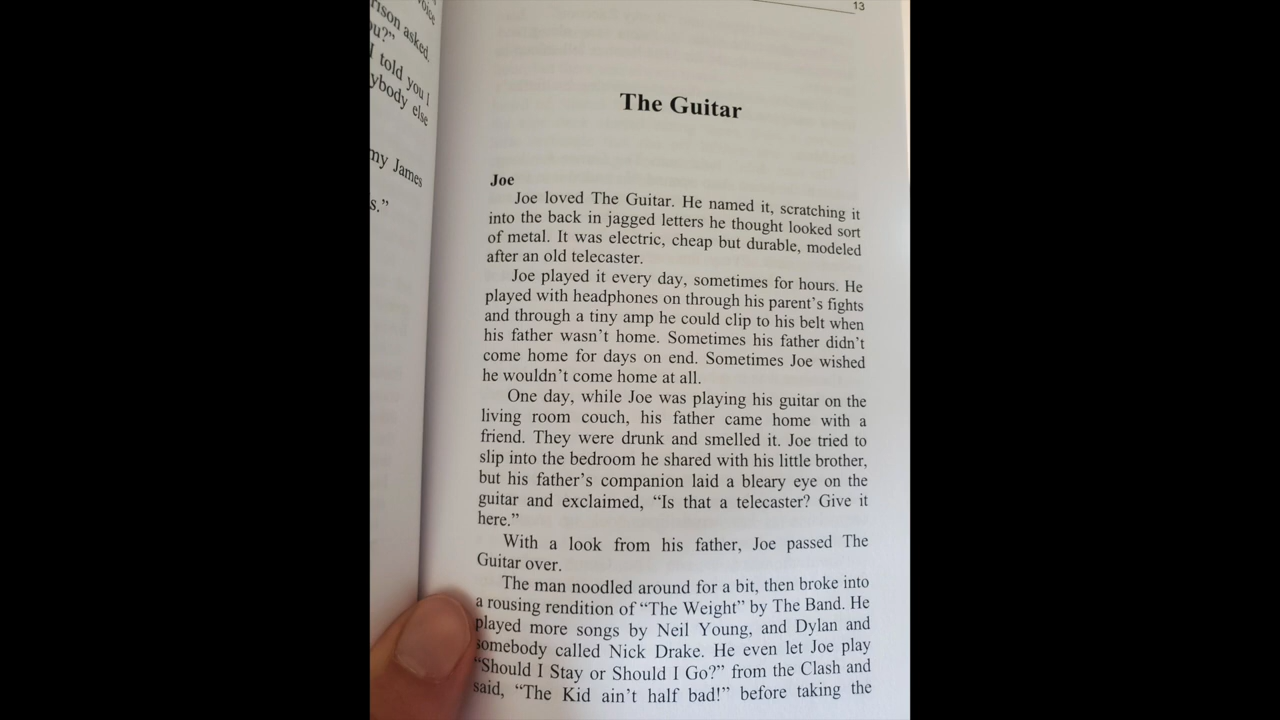 oice
rison asked.
ou?”
I told you I
ybody else
my James
s.”
13
The Guitar
Joe
Joe loved The Guitar. He named it, scratching it
into the back in jagged letters he thought looked sort
of metal. It was electric, cheap but durable, modeled
after an old telecaster.
Joe played it every day, sometimes for hours. He
played with headphones on through his parent’s fights
and through a tiny amp he could clip to his belt when
his father wasn’t home. Sometimes his father didn’t
come home for days on end. Sometimes Joe wished
he wouldn’t come home at all.
One day, while Joe was playing his guitar on the
living room couch, his father came home with a
friend. They were drunk and smelled it. Joe tried to
slip into the bedroom he shared with his little brother,
but his father’s companion laid a bleary eye on the
guitar and exclaimed, “Is that a telecaster? Give it
here.”
With a look from his father, Joe passed The
Guitar over.
The man noodled around for a bit, then broke into
a rousing rendition of “The Weight” by The Band. He
played more songs by Neil Young, and Dylan and
somebody called Nick Drake. He even let Joe play
“Should I Stay or Should I Go?” from the Clash and
said, “The Kid ain’t half bad!” before taking the